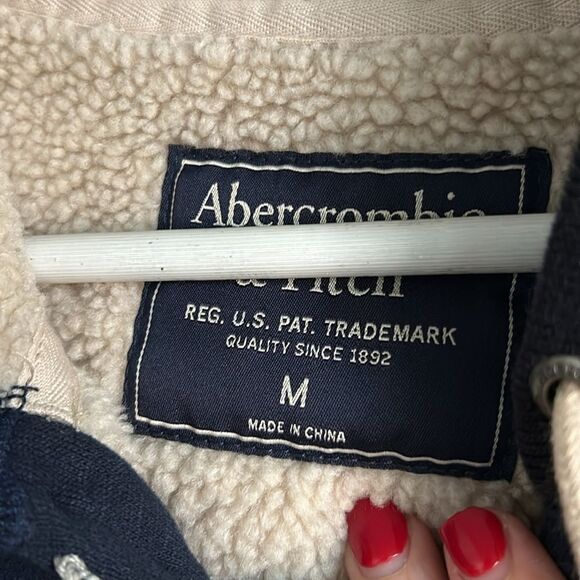 Abercrombie
& Fitch
REG. U.S. PAT. TRADEMARK
QUALITY SINCE 1892
M
MADE IN CHINA